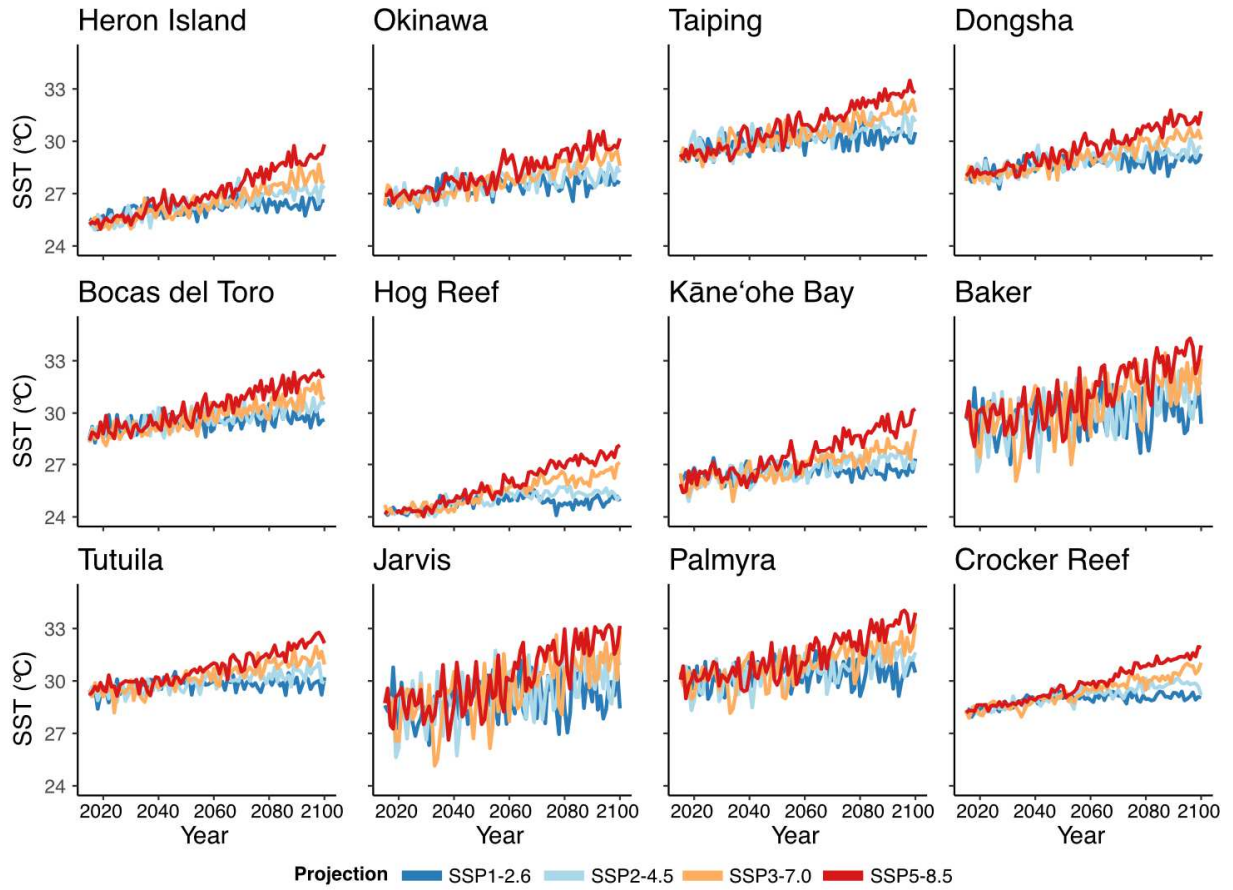 Heron Island
Okinawa
Taiping
Dongsha
SST (°C)
33
30
27
24
Bocas del Toro
Hog Reef
Kāneʻohe Bay
Baker
SST (°C)
33
30
27
24
Tutuila
Jarvis
Palmyra
Crocker Reef
SST (°C)
33
30
27
24
2020 2040 2060 2080 2100
2020 2040 2060 2080 2100
2020 2040 2060 2080 2100
2020 2040 2060 2080 2100
Year
Year
Year
Year
Projection SSP1-2.6 SSP2-4.5 SSP3-7.0 SSP5-8.5